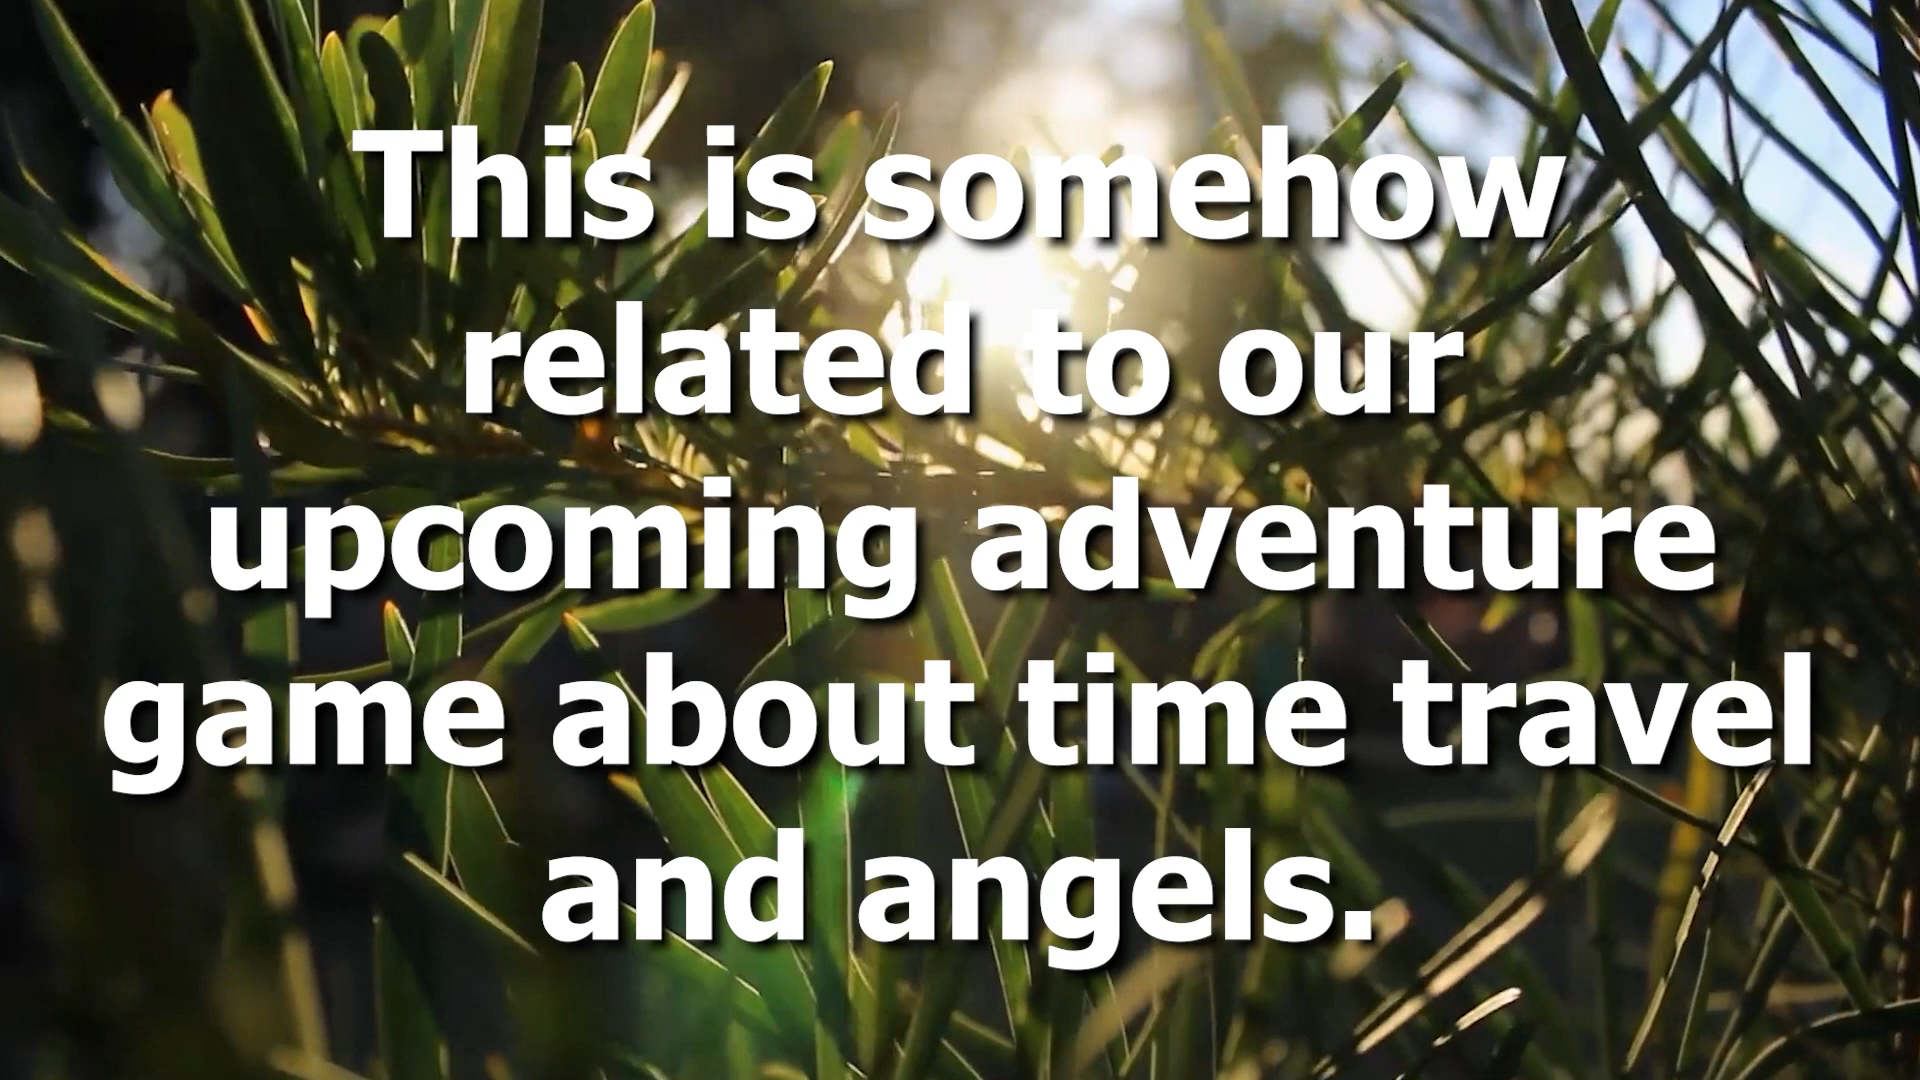 This is somehow
related to our
upcoming adventure
game about time travel
and angels.